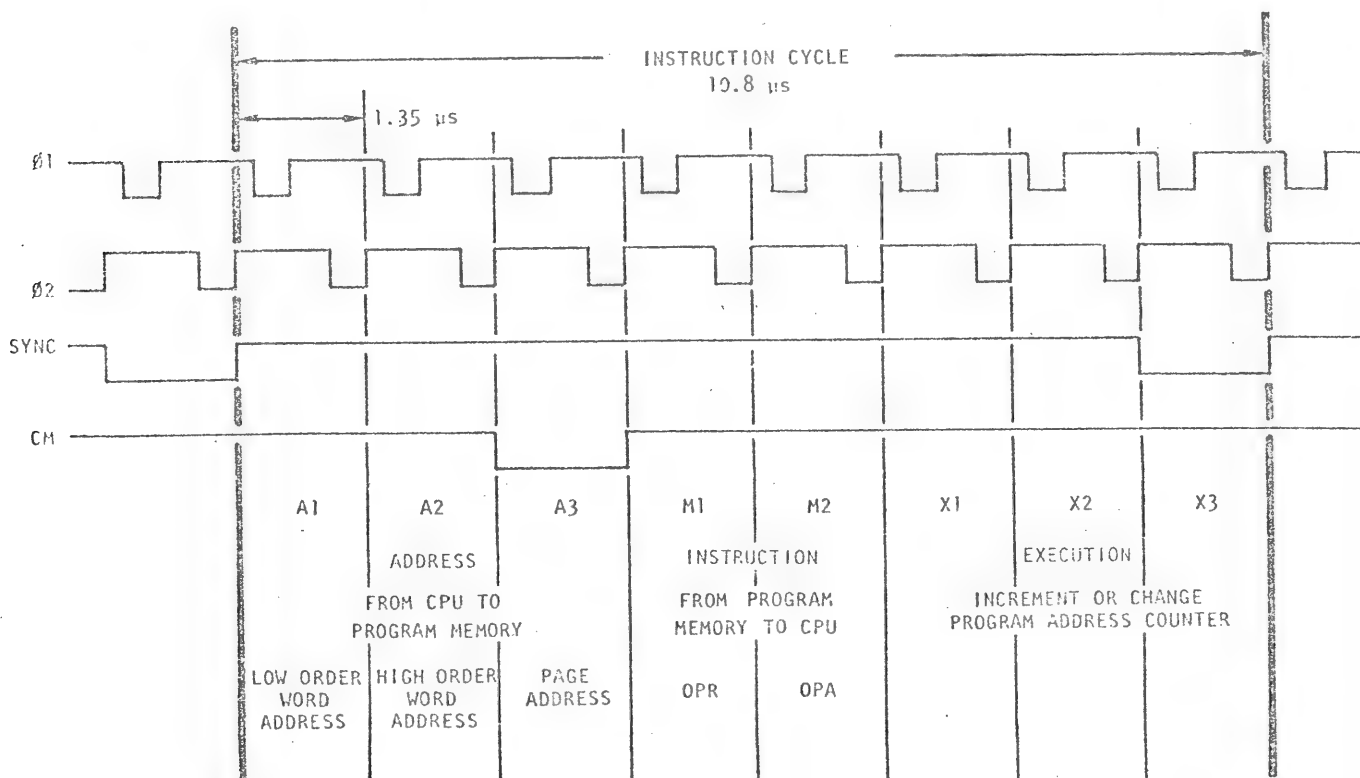 INSTRUCTION CYCLE
10.8 µs
1.35 µs
Ø1
Ø2
SYNC
CM
A1 A2 A3 M1 M2 X1 X2 X3
ADDRESS INSTRUCTION EXECUTION
FROM CPU TO FROM PROGRAM INCREMENT OR CHANGE
PROGRAM MEMORY MEMORY TO CPU PROGRAM ADDRESS COUNTER
LOW ORDER HIGH ORDER PAGE
WORD WORD ADDRESS OPR OPA
ADDRESS ADDRESS